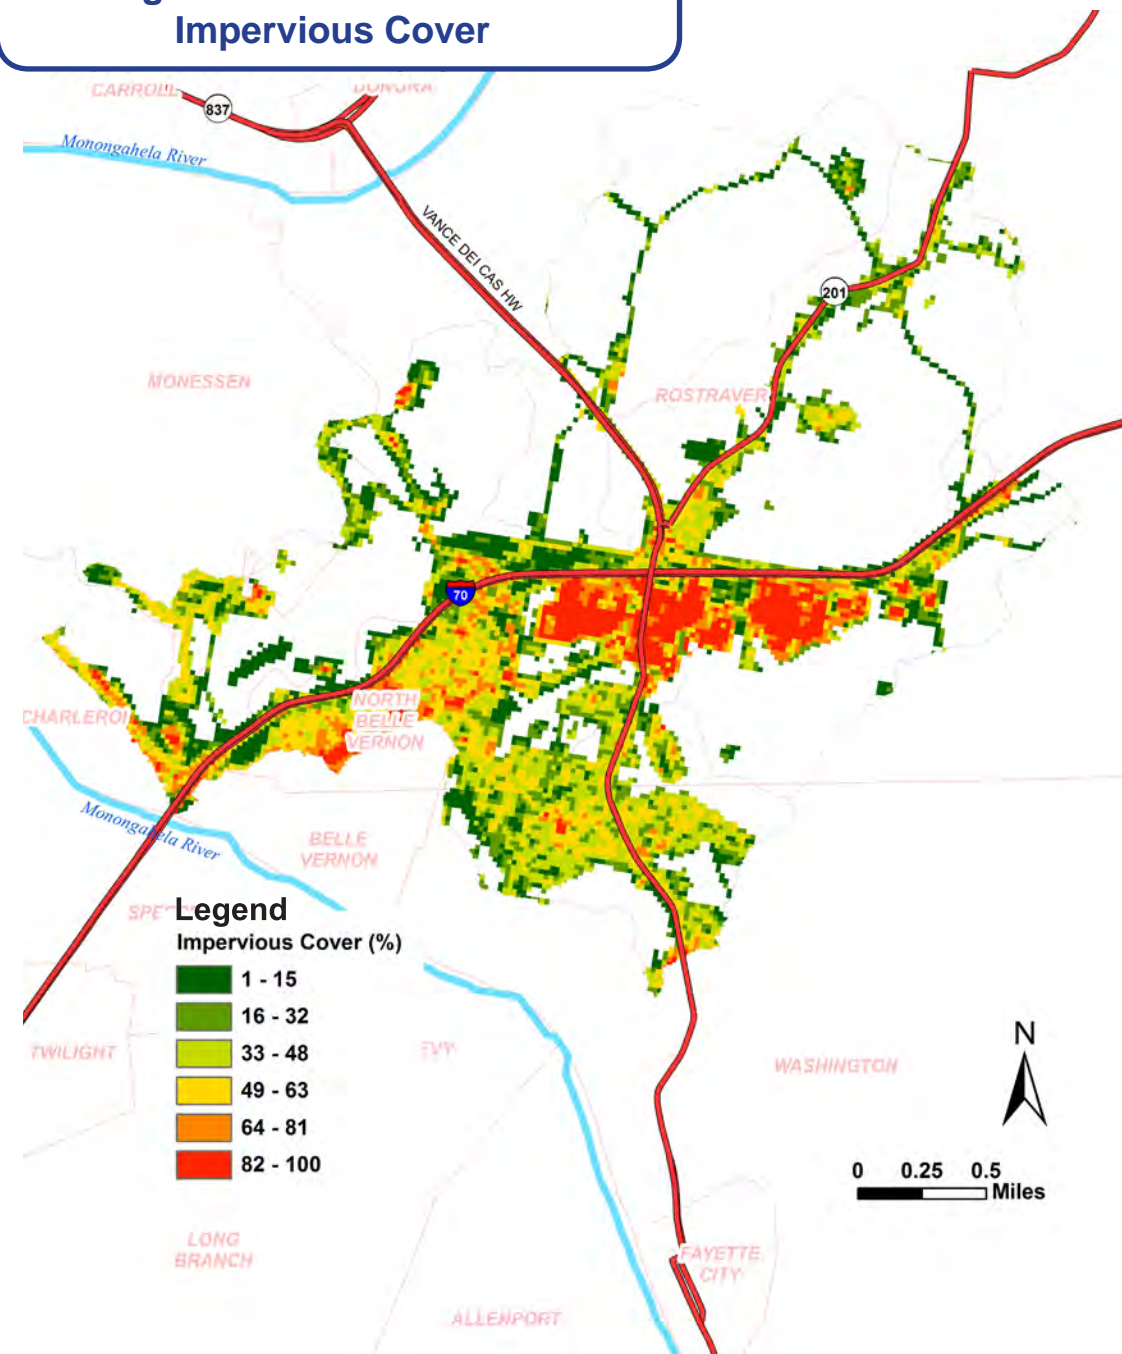 Impervious Cover
CARROLL
DONORA
837
Monongahela River
VANCE DEI CAS HW
201
MONESSEN
ROSTRAVER
70
NORTH
BELLE
VERNON
CHARLEROI
Monongahela River
BELLE
VERNON
Legend
Impervious Cover (%)
1 - 15
16 - 32
33 - 48
49 - 63
64 - 81
82 - 100
TWILIGHT
WASHINGTON
N
0 0.25 0.5
Miles
LONG
BRANCH
FAYETTE
CITY
ALLENPORT